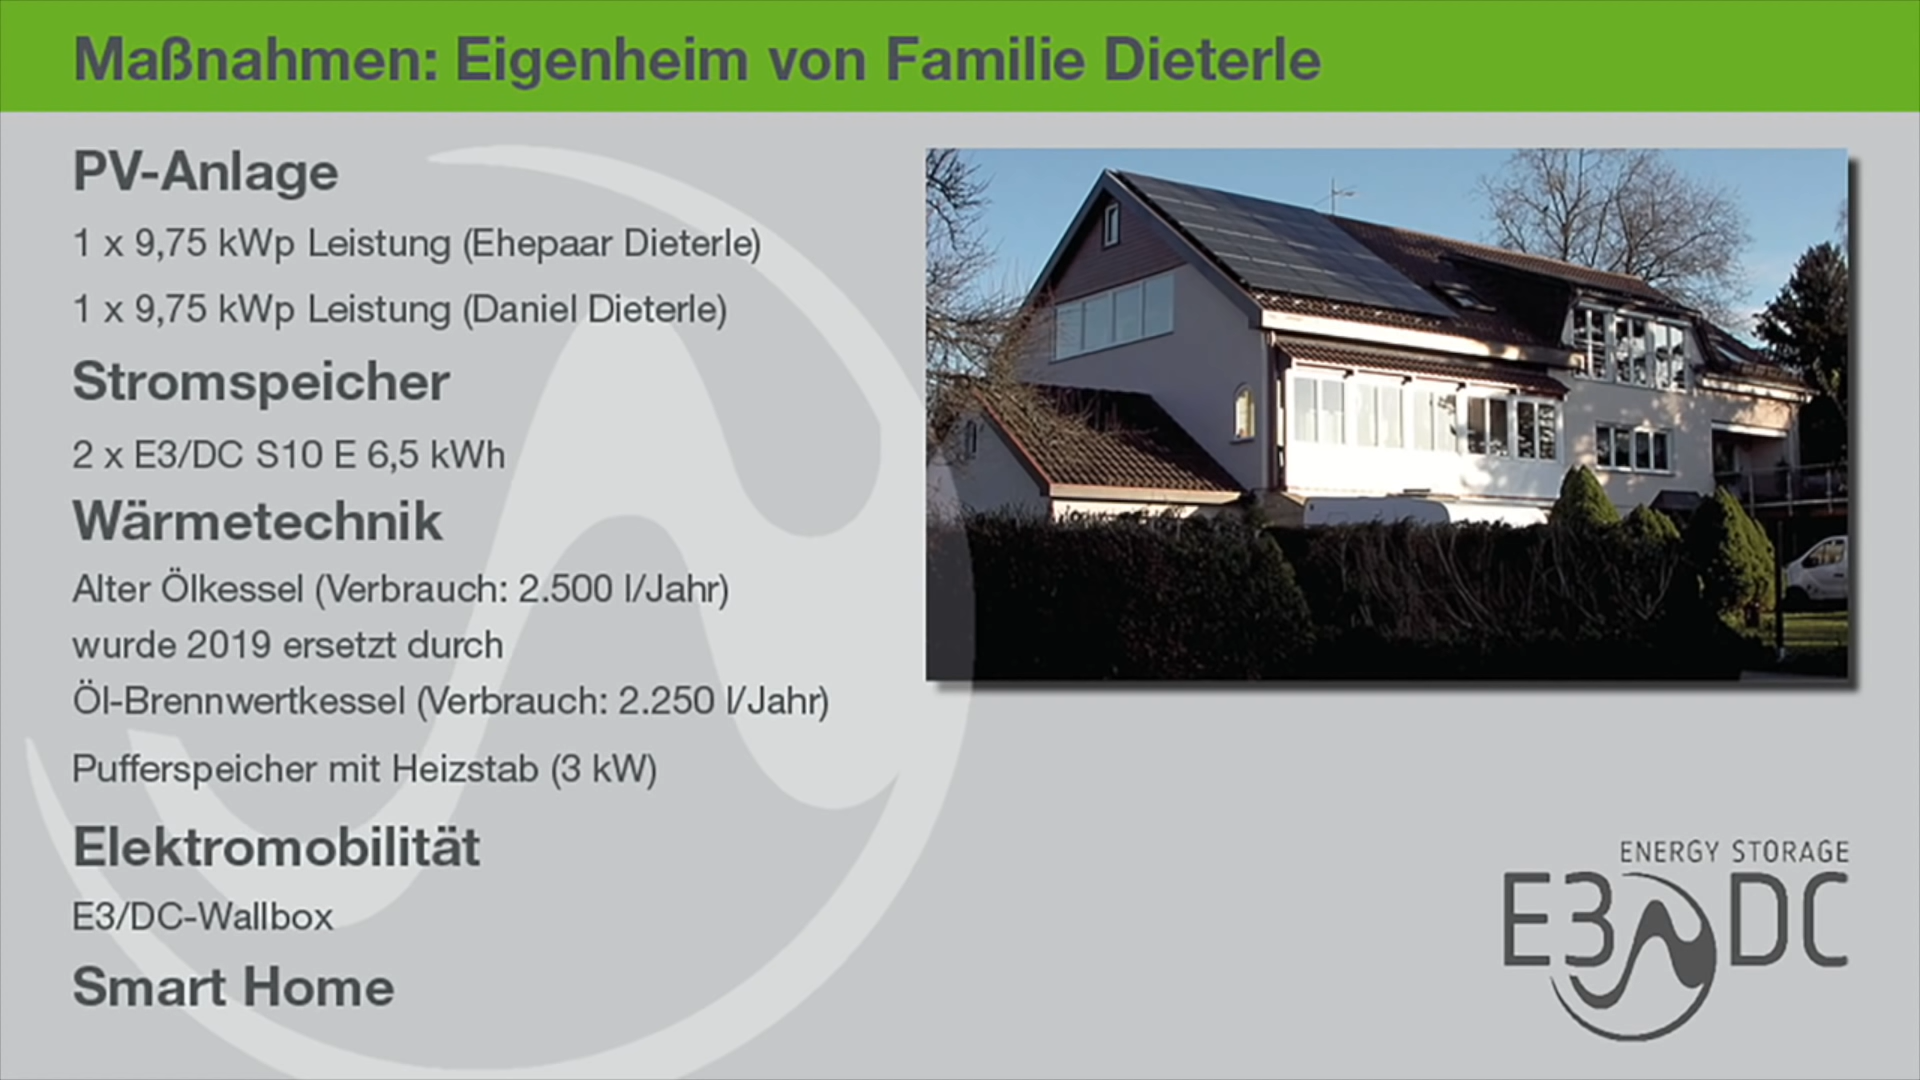 Maßnahmen: Eigenheim von Familie Dieterle
PV-Anlage
1 x 9,75 kWp Leistung (Ehepaar Dieterle)
1 x 9,75 kWp Leistung (Daniel Dieterle)
Stromspeicher
2 x E3/DC S10 E 6,5 kWh
Wärmetechnik
Alter Ölkessel (Verbrauch: 2.500 l/Jahr)
wurde 2019 ersetzt durch
Öl-Brennwertkessel (Verbrauch: 2.250 l/Jahr)
Pufferspeicher mit Heizstab (3 kW)
Elektromobilität
E3/DC-Wallbox
Smart Home
ENERGY STORAGE
E3 DC